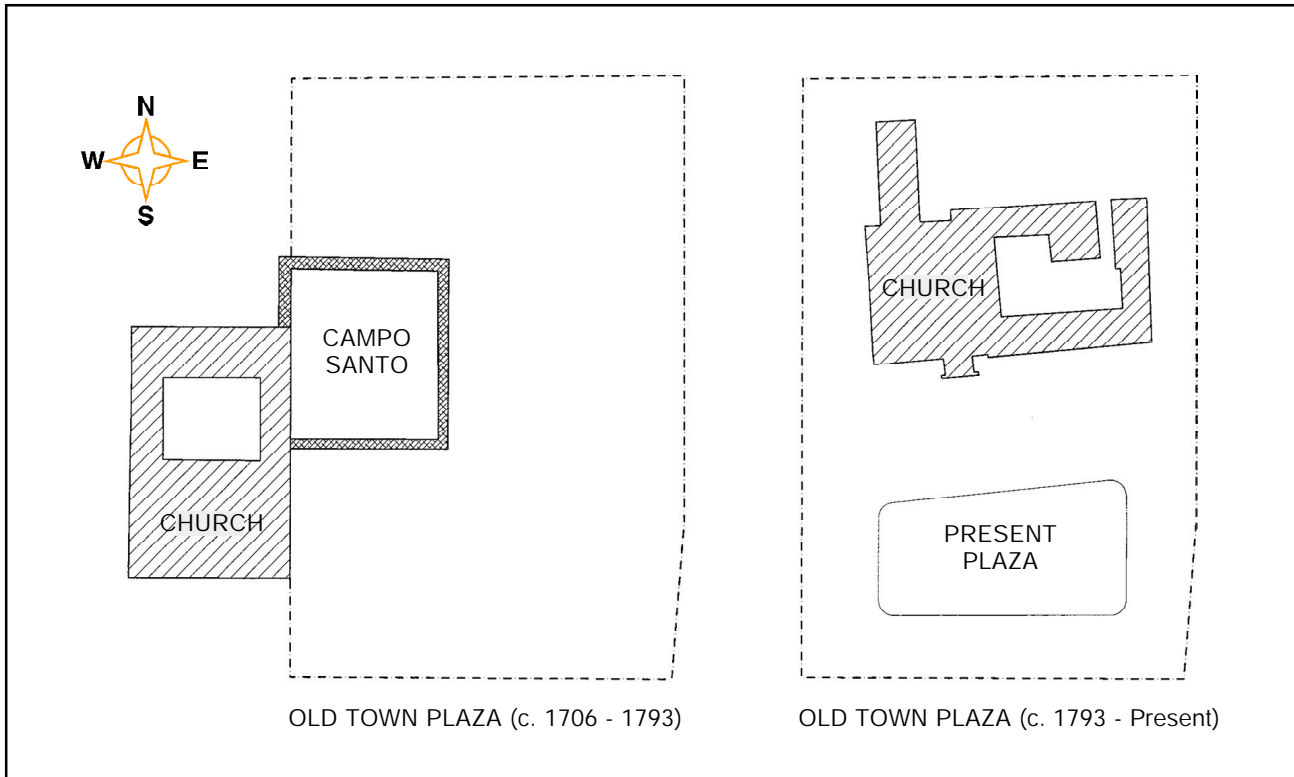 N
W E
S
CAMPO
SANTO
CHURCH
OLD TOWN PLAZA (c. 1706 - 1793)
CHURCH
PRESENT
PLAZA
OLD TOWN PLAZA (c. 1793 - Present)